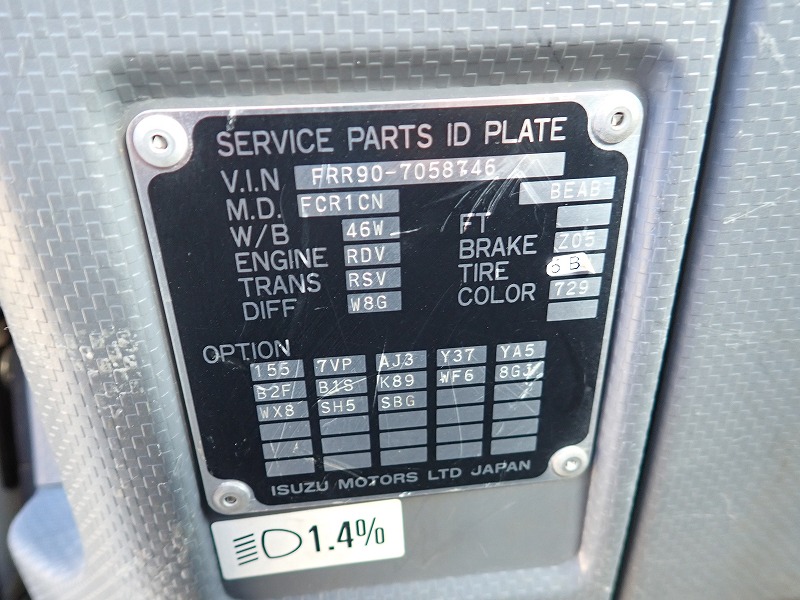 SERVICE PARTS ID PLATE
V.I.N FRR90-7058746
M.D. FCR1CN BEAB
W/B 46W FT
ENGINE RDV BRAKE Z05
TRANS RSV TIRE 6B
DIFF W8G COLOR 729
OPTION
155 7VP AJ3 Y37 YA5
B2F B1S K89 WF6 8GJ
WX8 SH5 SBG
ISUZU MOTORS LTD JAPAN
1.4%